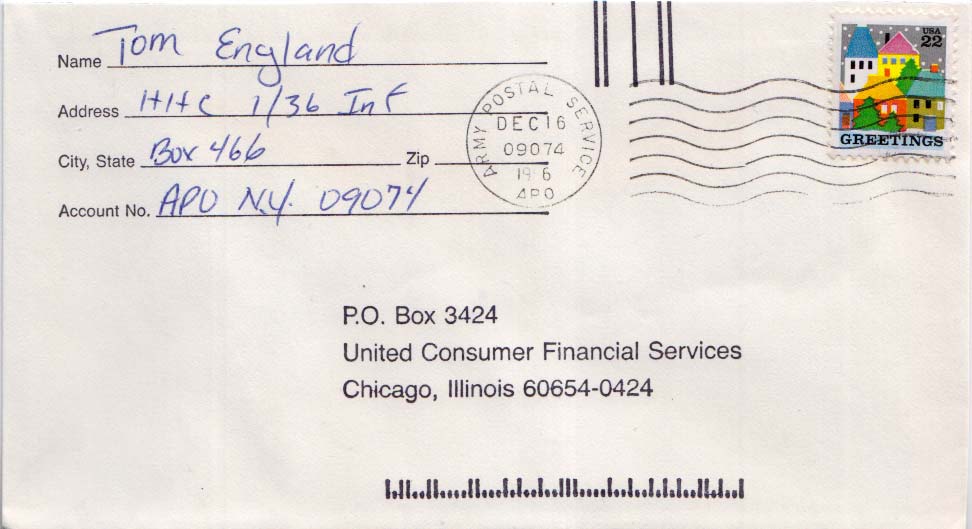 Name Tom England
Address HHC 1/36 Inf
City, State Box 466 Zip
Account No. APO N.Y. 09074
ARMY POSTAL SERVICE
DEC 16
09074
APO
USA
22
GREETINGS
P.O. Box 3424
United Consumer Financial Services
Chicago, Illinois 60654-0424